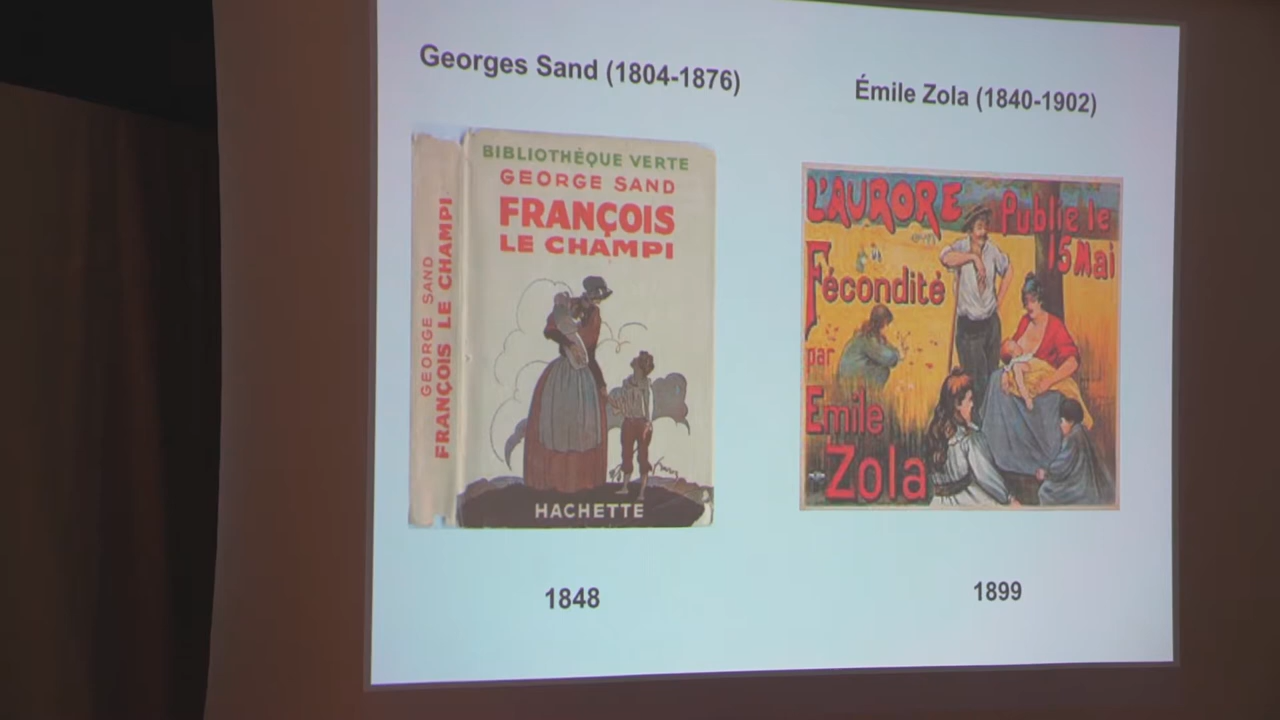 Georges Sand (1804-1876)
GEORGE SAND
FRANÇOIS LE CHAMPI
BIBLIOTHÈQUE VERTE
GEORGE SAND
FRANÇOIS
LE CHAMPI
HACHETTE
1848
Émile Zola (1840-1902)
L'AURORE
Publie le
15 Mai
Fécondité
par
Emile
Zola
1899